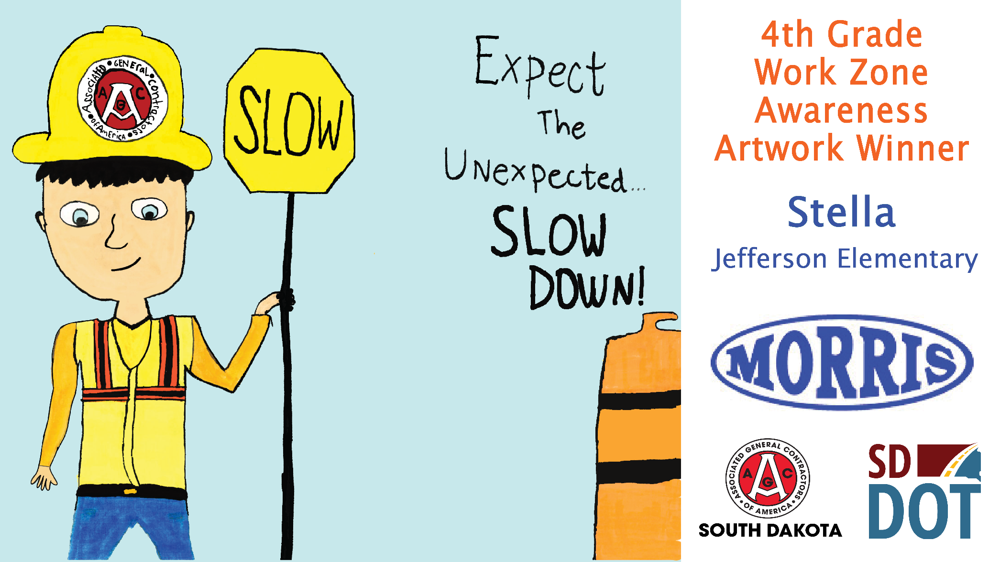 ASSOCIATED • GENERAL • CONTRACTORS • OF AMERICA •
A G C
SLOW
Expect
The
Unexpected...
SLOW
DOWN!
4th Grade
Work Zone
Awareness
Artwork Winner
Stella
Jefferson Elementary
MORRIS
ASSOCIATED GENERAL CONTRACTORS • OF AMERICA •
A G C
SOUTH DAKOTA
SD
DOT